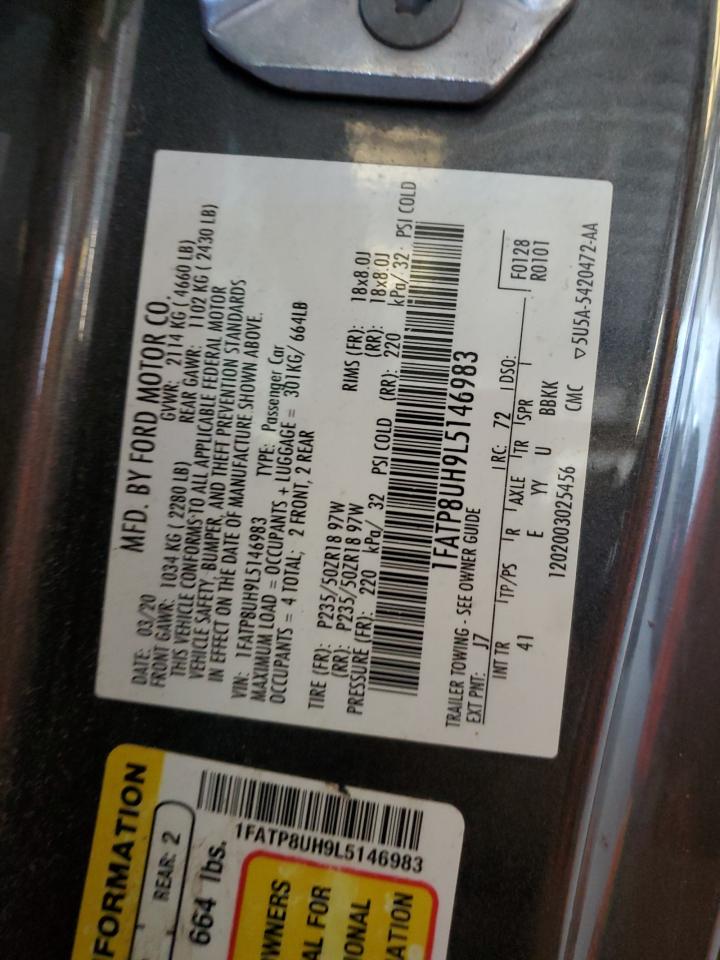 MFD. BY FORD MOTOR CO.
DATE: 03/20 GVWR: 2114 KG ( 4660 LB)
FRONT GAWR: 1034 KG ( 2280 LB) REAR GAWR: 1102 KG ( 2430 LB)
THIS VEHICLE CONFORMS TO ALL APPLICABLE FEDERAL MOTOR
VEHICLE SAFETY, BUMPER, AND THEFT PREVENTION STANDARDS
IN EFFECT ON THE DATE OF MANUFACTURE SHOWN ABOVE.
VIN: 1FATP8UH9L5146983 TYPE: Passenger Car
MAXIMUM LOAD = OCCUPANTS + LUGGAGE = 301KG/ 664LB
OCCUPANTS = 4 TOTAL; 2 FRONT, 2 REAR
TIRE (FR): P235/50ZR18 97W RIMS (FR): 18x8.0J
(RR): P235/50ZR18 97W (RR): 18x8.0J
PRESSURE (FR): 220 kPa/ 32 PSI COLD (RR): 220 kPa/ 32 PSI COLD
1FATP8UH9L5146983
TRAILER TOWING - SEE OWNER GUIDE
EXT PNT: J7 RC: 72 DSO: F0128
R0101
INT TR TP/PS R AXLE TR SPR
41 E YY U BBKK
1202003025456 CMC ▽5U5A-5420472-AA
FORMATION
REAR: 2
664 lbs.
1FATP8UH9L5146983
WNERS
AL FOR
IONAL
ATION